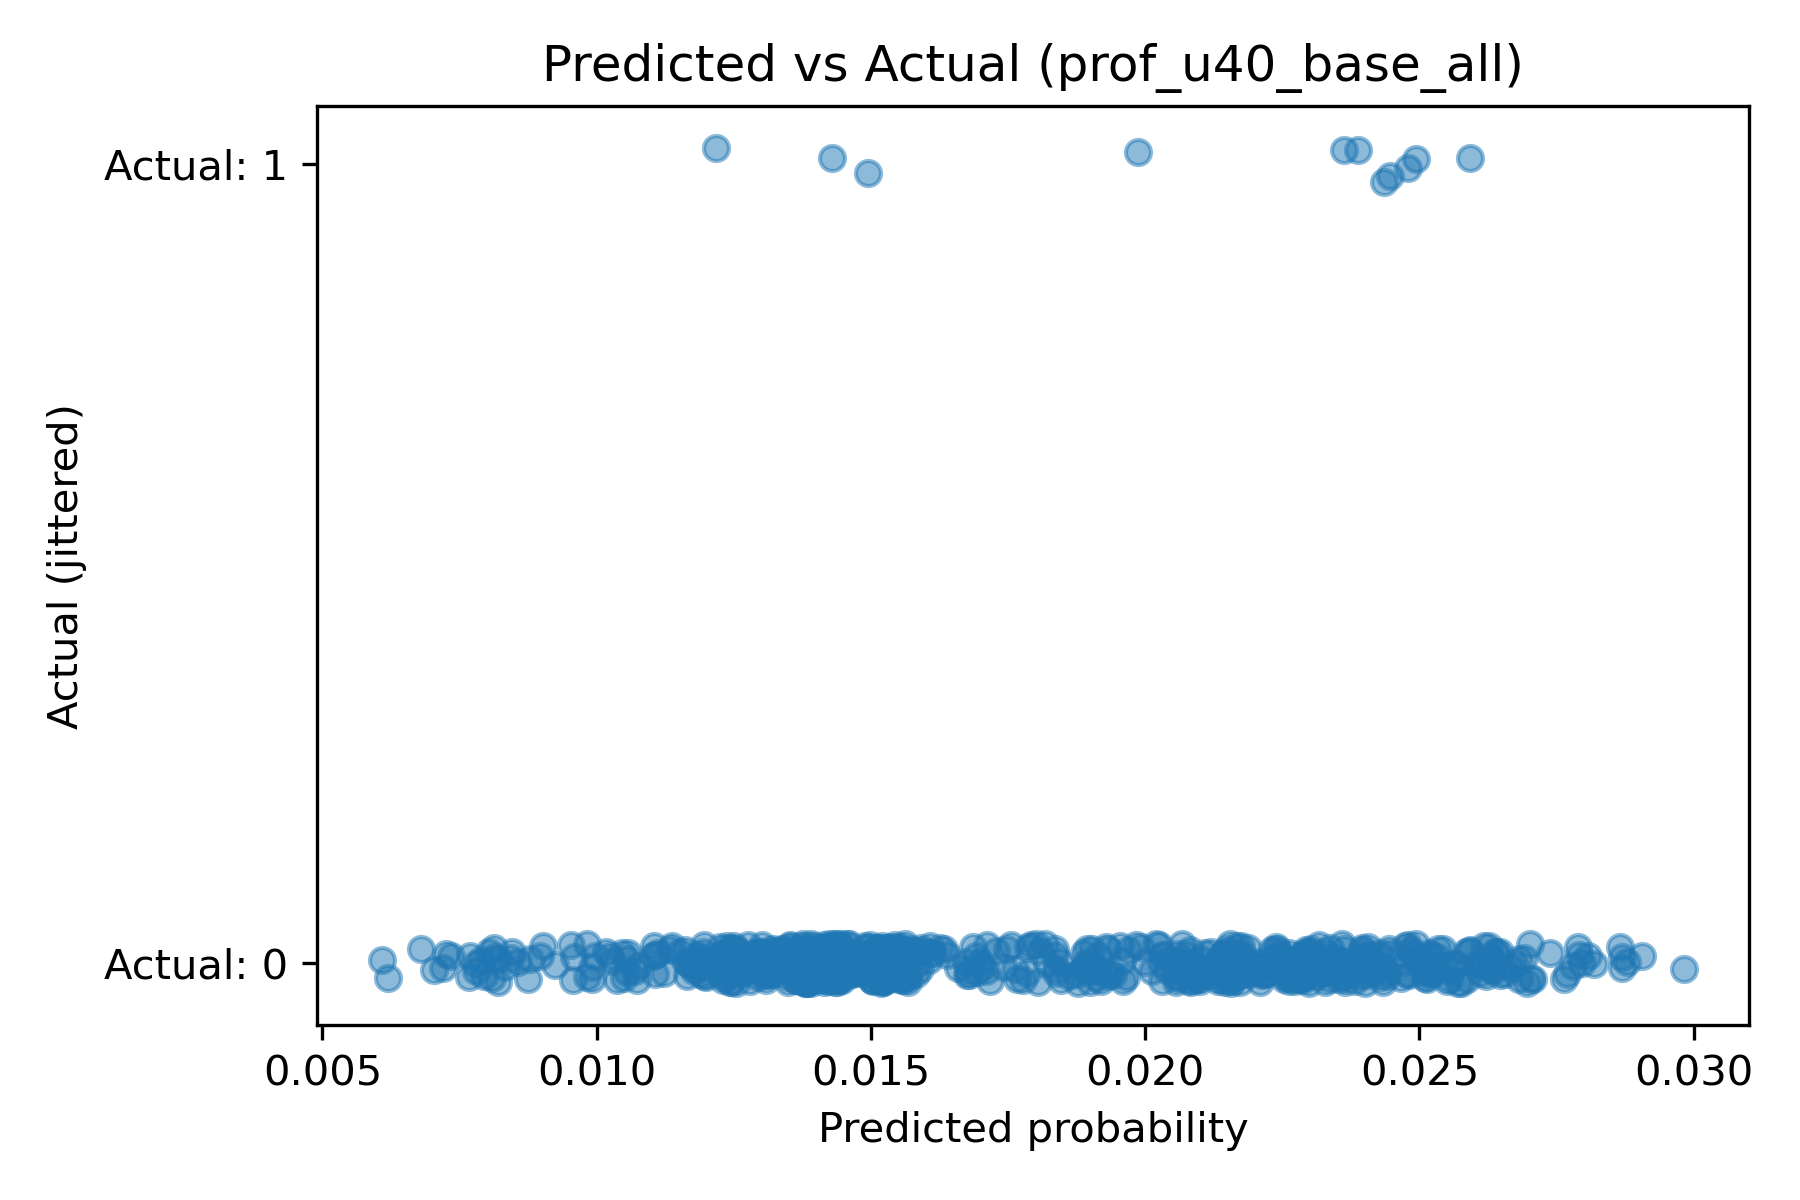 Predicted vs Actual (prof_u40_base_all)
Actual: 1
Actual (jittered)
Actual: 0
0.005 0.010 0.015 0.020 0.025 0.030
Predicted probability